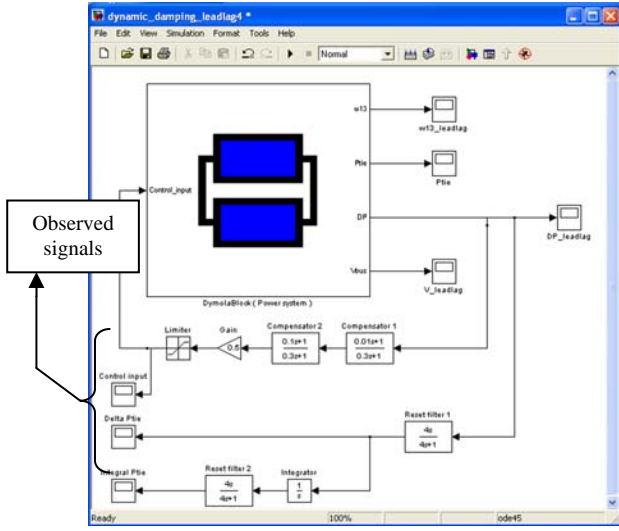 dynamic_damping_leadlag4 *
File Edit View Simulation Format Tools Help
Normal
w13
w13_leadlag
Ptie
Ptie
Control_input
DP
DP_leadlag
Vbus
V_leadlag
DymolaBlock ( Power system )
Observed
signals
Limiter
Gain
Compensator 2
Compensator 1
0.5
0.1s+1
0.3s+1
0.01s+1
0.3s+1
Control input
Delta Ptie
Reset filter 1
4s
4s+1
Integral Ptie
Reset filter 2
Integrator
4s
4s+1
1
s
Ready 100% ode45